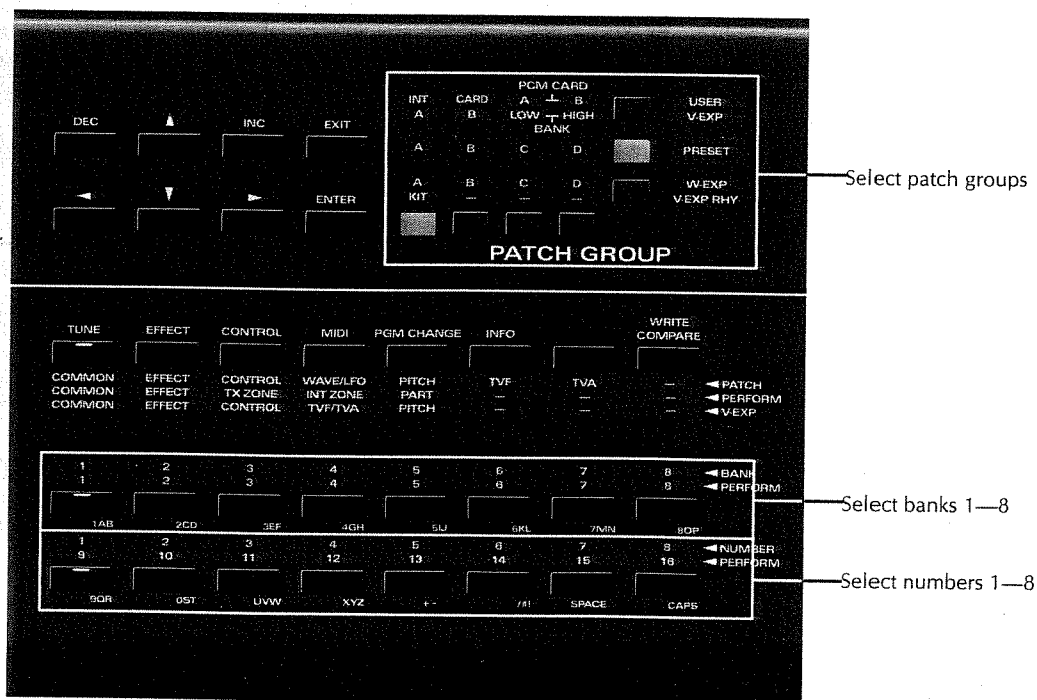 PCM CARD
INT CARD A B USER
A B LOW HIGH V-EXP
BANK
DEC INC EXIT
A B C D PRESET
A B C D W-EXP
KIT — — — V-EXP RHY
ENTER
Select patch groups
PATCH GROUP
TUNE EFFECT CONTROL MIDI PGM CHANGE INFO WRITE
COMPARE
COMMON EFFECT CONTROL WAVE/LFO PITCH TVF TVA — ◄PATCH
COMMON EFFECT TX ZONE INT ZONE PART — — — ◄PERFORM
COMMON EFFECT CONTROL TVF/TVA PITCH — — — ◄V-EXP
1 2 3 4 5 6 7 8 ◄BANK
1 2 3 4 5 6 7 8 ◄PERFORM
Select banks 1—8
1AB 2CD 3EF 4GH 5IJ 6KL 7MN 8OP
1 2 3 4 5 6 7 8 ◄NUMBER
9 10 11 12 13 14 15 16 ◄PERFORM
Select numbers 1—8
9QR 0ST UVW XYZ +- SPACE CAPS